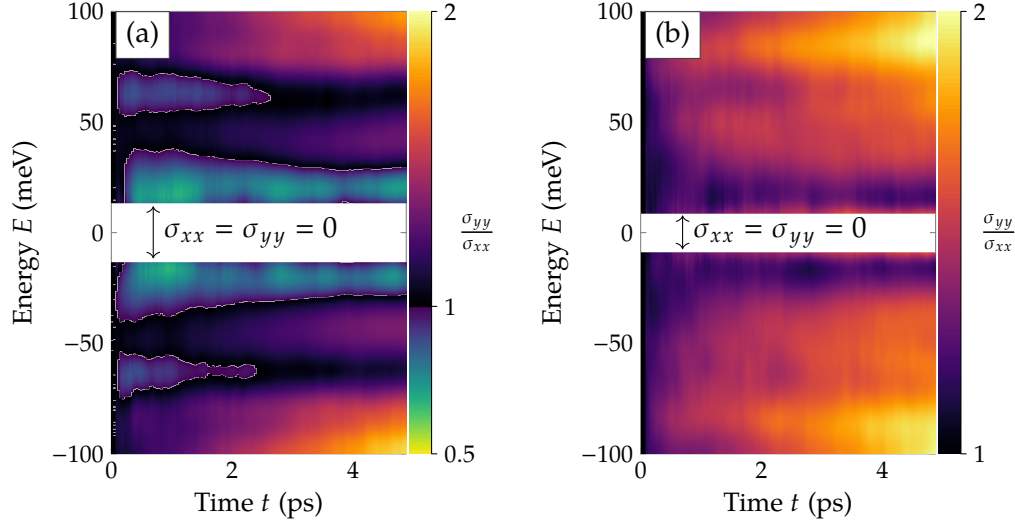 (a)
Energy E (meV)
100
50
0
−50
−100
σxx = σyy = 0
0
2
4
Time t (ps)
2
1
0.5
σyy/σxx
(b)
Energy E (meV)
100
50
0
−50
−100
σxx = σyy = 0
0
2
4
Time t (ps)
2
1
σyy/σxx